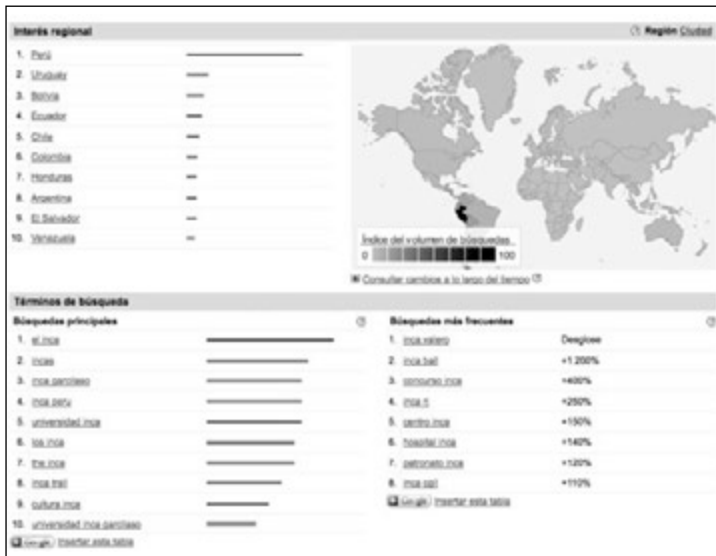 Interés regional
Región Ciudad
1. Perú
2. Uruguay
3. Bolivia
4. Ecuador
5. Chile
6. Colombia
7. Honduras
8. Argentina
9. El Salvador
10. Venezuela
Índice del volumen de búsquedas
0 100
Consultar cambios a lo largo del tiempo
Términos de búsqueda
Búsquedas principales
1. el inca
2. incas
3. inca garcilaso
4. inca peru
5. universidad inca
6. los inca
7. the inca
8. inca trail
9. cultura inca
10. universidad inca garcilaso
Google Insertar esta tabla
Búsquedas más frecuentes
1. inca valero Desglose
2. inca ball +1.200%
3. concurso inca +400%
4. inca +250%
5. centro inca +150%
6. hospital inca +140%
7. patronato inca +120%
8. inca +110%
Google Insertar esta tabla